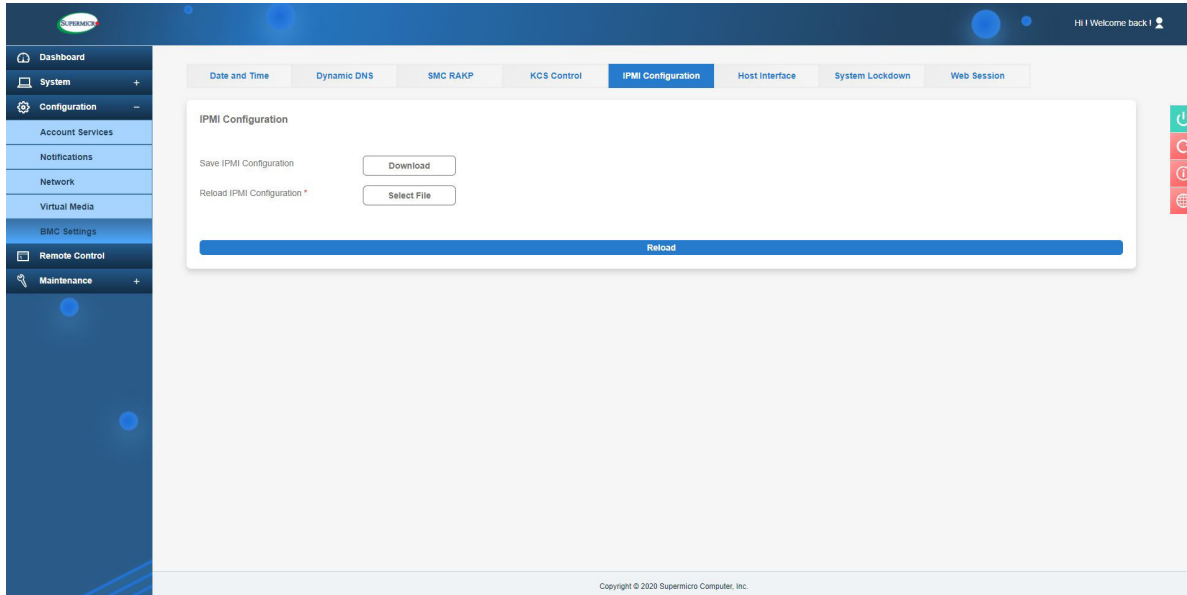 SUPERMICR
Hi ! Welcome back !
Dashboard
System +
Configuration −
Account Services
Notifications
Network
Virtual Media
BMC Settings
Remote Control
Maintenance +
Date and Time Dynamic DNS SMC RAKP KCS Control IPMI Configuration Host Interface System Lockdown Web Session
IPMI Configuration
Save IPMI Configuration Download
Reload IPMI Configuration * Select File
Reload
Copyright © 2020 Supermicro Computer, Inc.